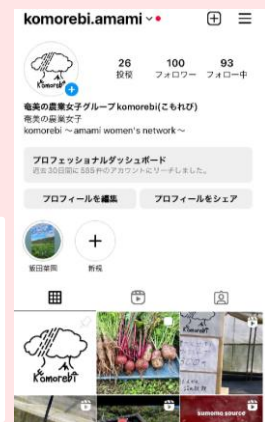 komorebi.amami
Komorebi
26
100
93
投稿
フォロワー
フォロー中
奄美の農業女子グループkomorebi(こもれび)
奄美の農業女子
komorebi ～amami women's network～
プロフェッショナルダッシュボード
過去30日間に555件のアカウントにリーチしました。
プロフィールを編集
プロフィールをシェア
新規
Komorebi
sumomo source